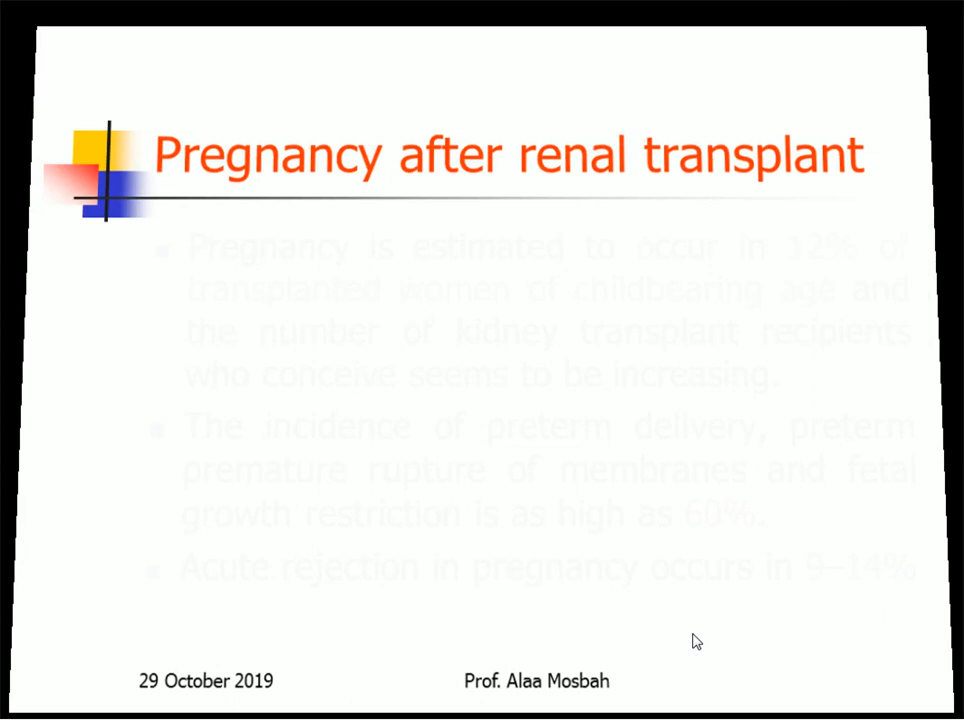 Pregnancy after renal transplant
Pregnancy is estimated to occur in 12% of
transplanted women of childbearing age and
the number of kidney transplant recipients
who conceive seems to be increasing.
The incidence of preterm delivery, preterm
premature rupture of membranes and fetal
growth restriction is as high as 60%.
Acute rejection in pregnancy occurs in 9–14%
29 October 2019
Prof. Alaa Mosbah